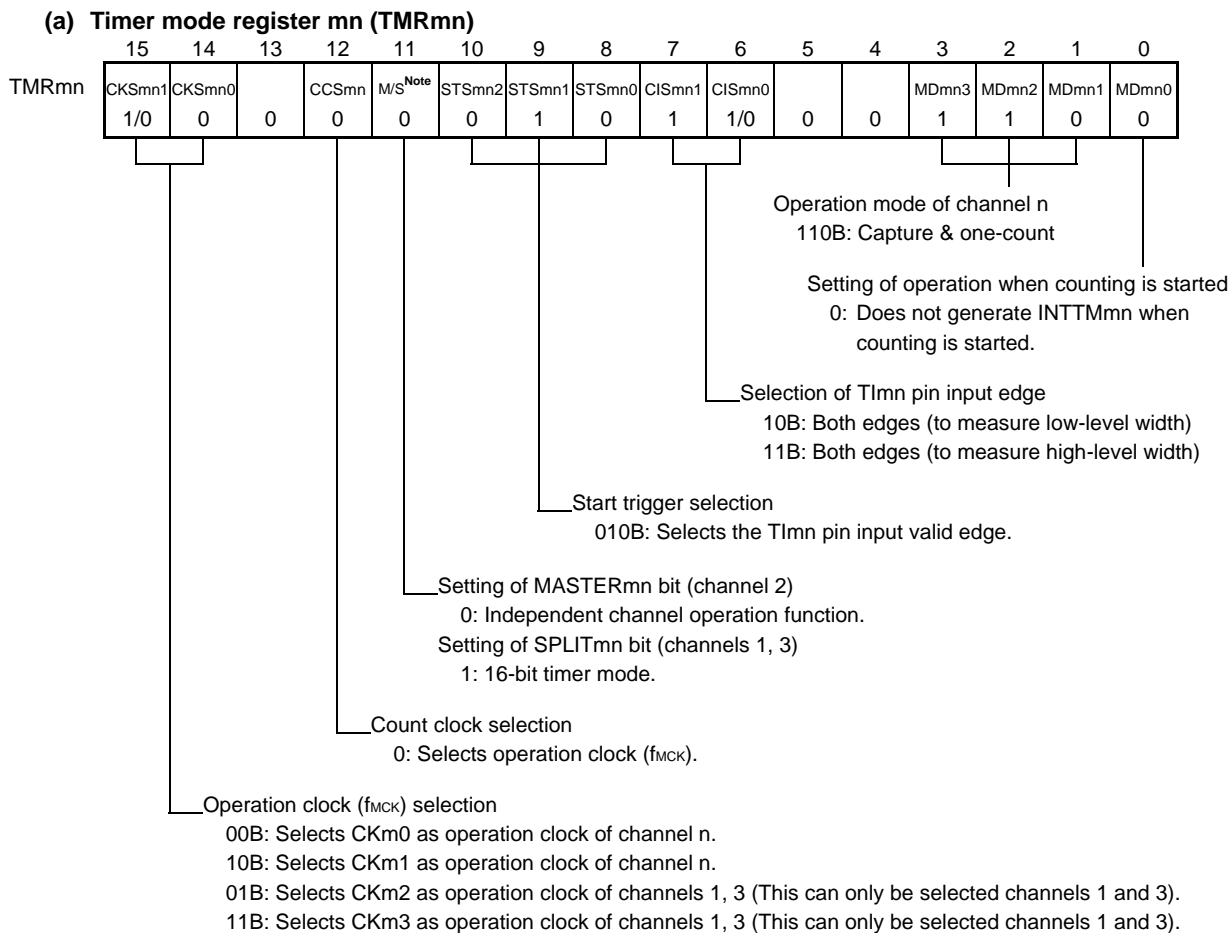 (a) Timer mode register mn (TMRmn)
15 14 13 12 11 10 9 8 7 6 5 4 3 2 1 0
TMRmn CKSmn1 CKSmn0 CCSmn M/S Note STSmn2 STSmn1 STSmn0 CISmn1 CISmn0 MDmn3 MDmn2 MDmn1 MDmn0
1/0 0 0 0 0 0 1 0 1 1/0 0 0 1 1 0 0
Operation mode of channel n
110B: Capture & one-count
Setting of operation when counting is started
0: Does not generate INTTMmn when
counting is started.
Selection of TImn pin input edge
10B: Both edges (to measure low-level width)
11B: Both edges (to measure high-level width)
Start trigger selection
010B: Selects the TImn pin input valid edge.
Setting of MASTERmn bit (channel 2)
0: Independent channel operation function.
Setting of SPLITmn bit (channels 1, 3)
1: 16-bit timer mode.
Count clock selection
0: Selects operation clock (fMCK).
Operation clock (fMCK) selection
00B: Selects CKm0 as operation clock of channel n.
10B: Selects CKm1 as operation clock of channel n.
01B: Selects CKm2 as operation clock of channels 1, 3 (This can only be selected channels 1 and 3).
11B: Selects CKm3 as operation clock of channels 1, 3 (This can only be selected channels 1 and 3).